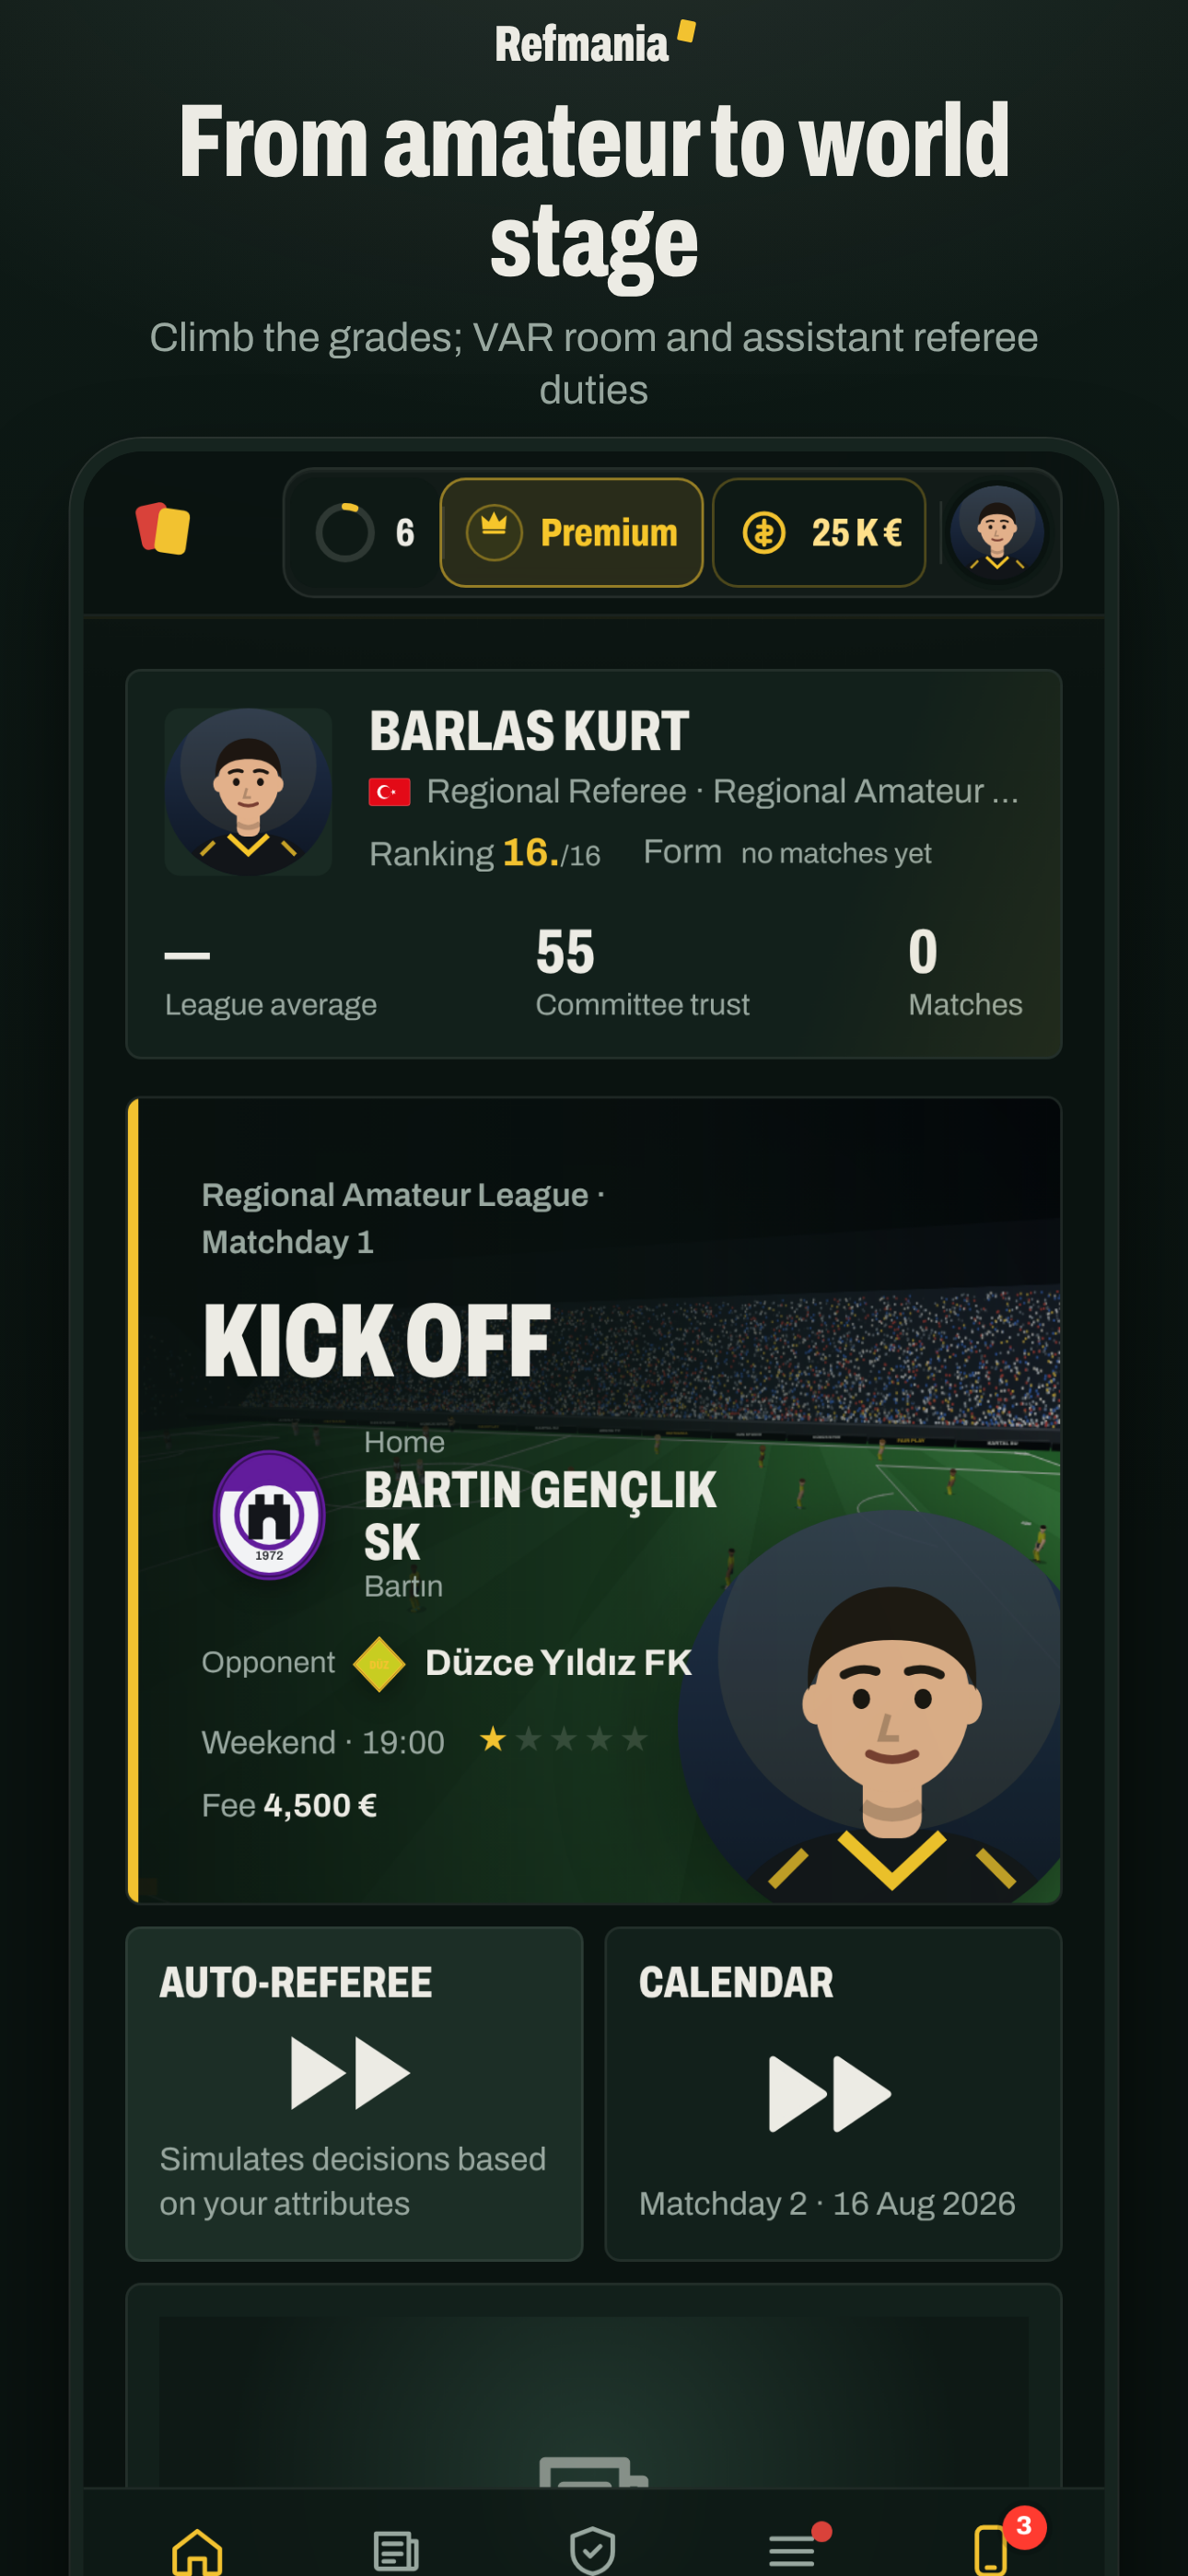 Refmania
From amateur to world
stage
Climb the grades; VAR room and assistant referee
duties
6
Premium
25 K €
BARLAS KURT
Regional Referee · Regional Amateur ...
Ranking 16./16
Form no matches yet
—
League average
55
Committee trust
0
Matches
Regional Amateur League ·
Matchday 1
KICK OFF
Home
BARTIN GENÇLIK
SK
Bartın
1972
Opponent
Düzce Yıldız FK
Weekend · 19:00
Fee 4,500 €
AUTO-REFEREE
Simulates decisions based
on your attributes
CALENDAR
Matchday 2 · 16 Aug 2026
3